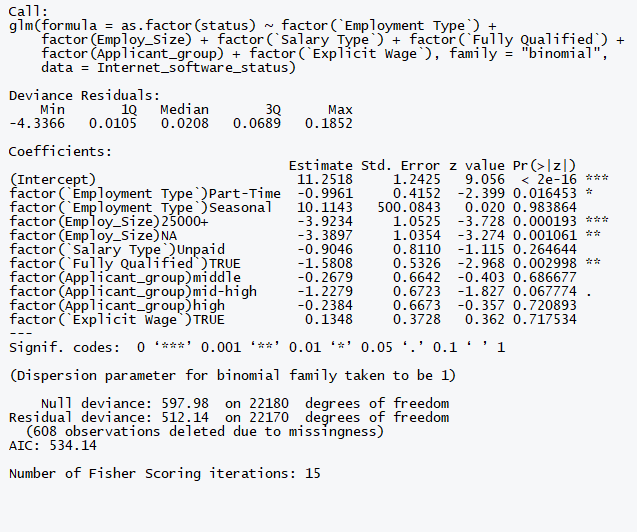 Call:
glm(formula = as.factor(status) ~ factor(`Employment Type`) +
    factor(Employ_Size) + factor(`Salary Type`) + factor(`Fully Qualified`) +
    factor(Applicant_group) + factor(`Explicit Wage`), family = "binomial",
    data = Internet_software_status)

Deviance Residuals:
    Min       1Q   Median       3Q      Max
-4.3366   0.0105   0.0208   0.0689   0.1852

Coefficients:
                                   Estimate Std. Error z value Pr(>|z|)
(Intercept)                         11.2518     1.2425   9.056  < 2e-16 ***
factor(`Employment Type`)Part-Time  -0.9961     0.4152  -2.399 0.016453 *
factor(`Employment Type`)Seasonal   10.1143   500.0843   0.020 0.983864
factor(Employ_Size)25000+           -3.9234     1.0525  -3.728 0.000193 ***
factor(Employ_Size)NA               -3.3897     1.0354  -3.274 0.001061 **
factor(`Salary Type`)Unpaid         -0.9046     0.8110  -1.115 0.264644
factor(`Fully Qualified`)TRUE       -1.5808     0.5326  -2.968 0.002998 **
factor(Applicant_group)middle       -0.2679     0.6642  -0.403 0.686677
factor(Applicant_group)mid-high     -1.2279     0.6723  -1.827 0.067774 .
factor(Applicant_group)high         -0.2384     0.6673  -0.357 0.720893
factor(`Explicit Wage`)TRUE          0.1348     0.3728   0.362 0.717534
---
Signif. codes:  0 ‘***’ 0.001 ‘**’ 0.01 ‘*’ 0.05 ‘.’ 0.1 ‘ ’ 1

(Dispersion parameter for binomial family taken to be 1)

    Null deviance: 597.98  on 22180  degrees of freedom
Residual deviance: 512.14  on 22170  degrees of freedom
  (608 observations deleted due to missingness)
AIC: 534.14

Number of Fisher Scoring iterations: 15